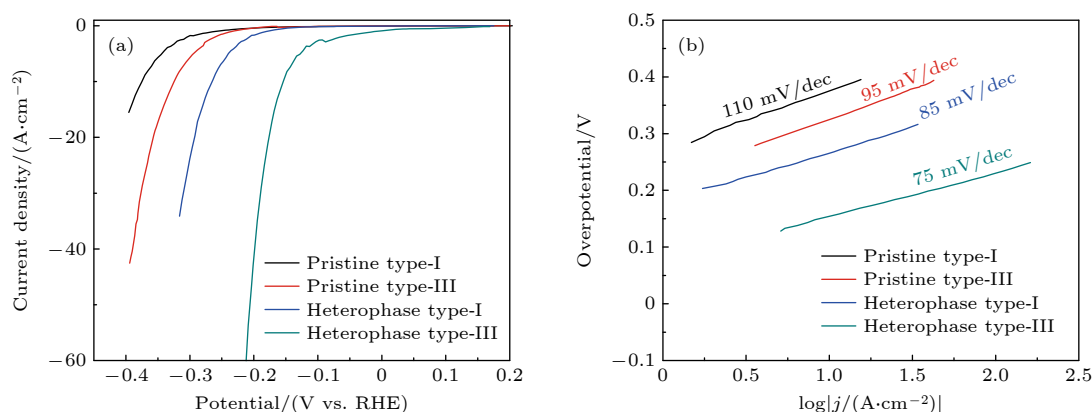 (a)
0
−20
−40
−60
Current density/(A·cm−2)
Pristine type-I
Pristine type-III
Heterophase type-I
Heterophase type-III
−0.4 −0.3 −0.2 −0.1 0 0.1 0.2
Potential/(V vs. RHE)
(b)
0.5
0.4
0.3
0.2
0.1
0
−0.1
Overpotential/V
110 mV/dec
95 mV/dec
85 mV/dec
75 mV/dec
Pristine type-I
Pristine type-III
Heterophase type-I
Heterophase type-III
0 0.5 1.0 1.5 2.0 2.5
log|j/(A·cm−2)|